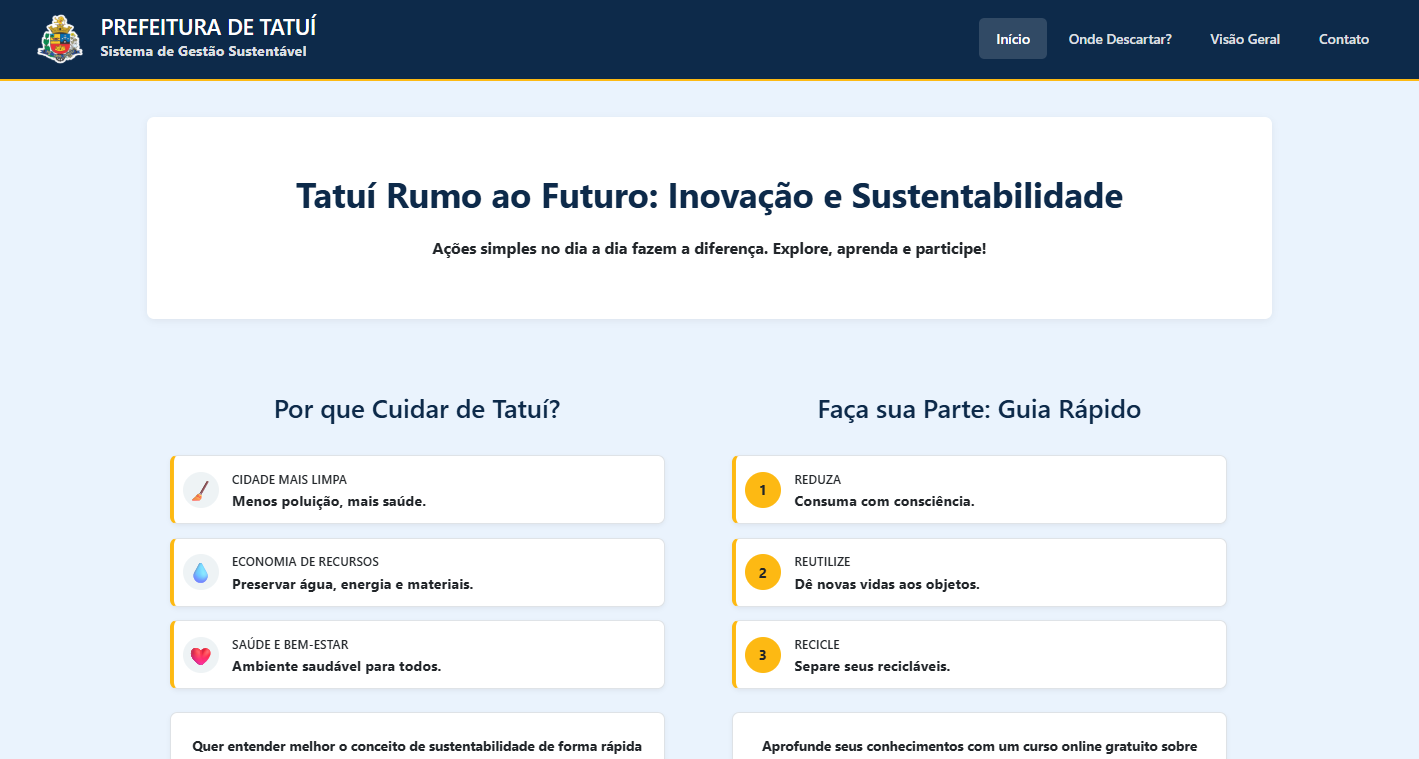 PREFEITURA DE TATUÍ
Sistema de Gestão Sustentável
Início
Onde Descartar?
Visão Geral
Contato
Tatuí Rumo ao Futuro: Inovação e Sustentabilidade
Ações simples no dia a dia fazem a diferença. Explore, aprenda e participe!
Por que Cuidar de Tatuí?
CIDADE MAIS LIMPA
Menos poluição, mais saúde.
ECONOMIA DE RECURSOS
Preservar água, energia e materiais.
SAÚDE E BEM-ESTAR
Ambiente saudável para todos.
Quer entender melhor o conceito de sustentabilidade de forma rápida
Faça sua Parte: Guia Rápido
1
REDUZA
Consuma com consciência.
2
REUTILIZE
Dê novas vidas aos objetos.
3
RECICLE
Separe seus recicláveis.
Aprofunde seus conhecimentos com um curso online gratuito sobre